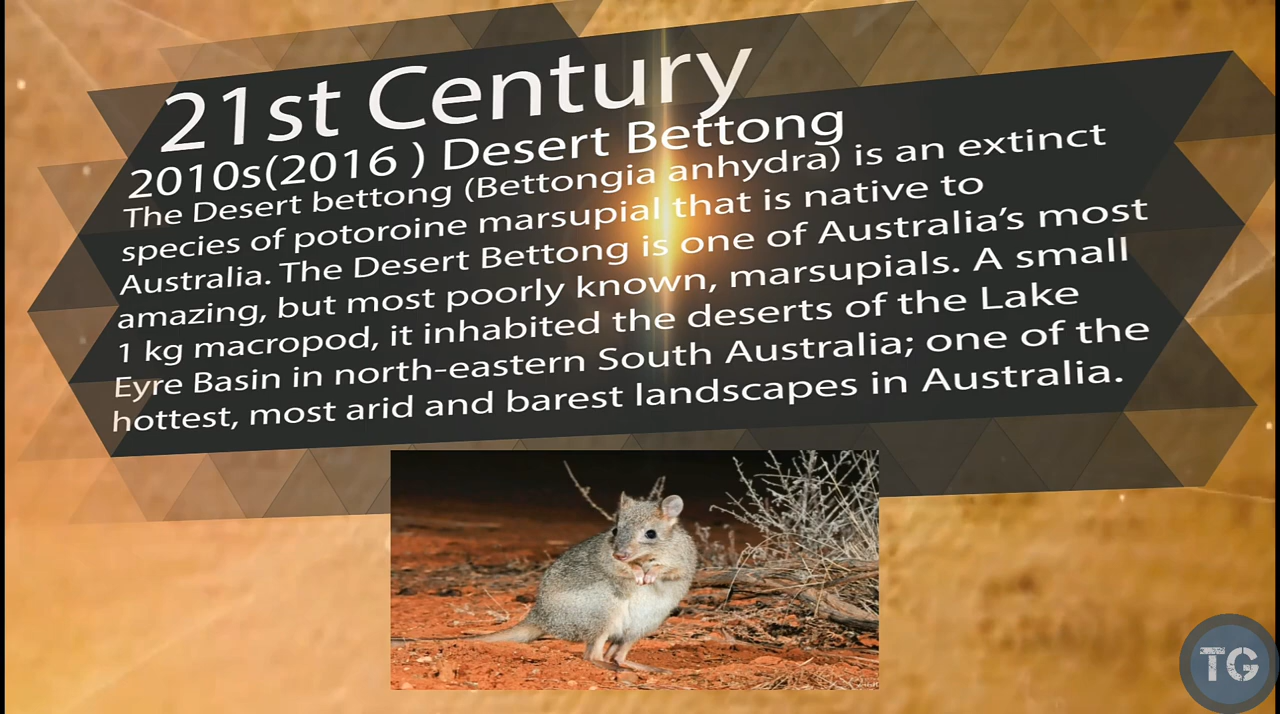 21st Century
2010s(2016 ) Desert Bettong
The Desert bettong (Bettongia anhydra) is an extinct
species of potoroine marsupial that is native to
Australia. The Desert Bettong is one of Australia’s most
amazing, but most poorly known, marsupials. A small
1 kg macropod, it inhabited the deserts of the Lake
Eyre Basin in north-eastern South Australia; one of the
hottest, most arid and barest landscapes in Australia.
TG